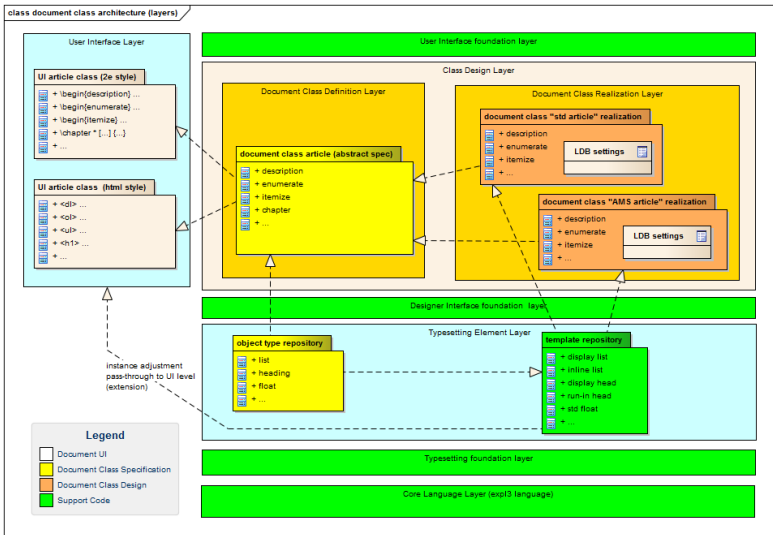 class document class architecture (layers)
User Interface Layer
User Interface foundation layer
UI article class (2e style)
+ \begin{description} ...
+ \begin{enumerate} ...
+ \begin{itemize} ...
+ \chapter * [...] {...}
+ ...
UI article class  (html style)
+ <dl> ...
+ <ol> ...
+ <ul> ...
+ <h1> ...
+ ...
Class Design Layer
Document Class Definition Layer
document class article (abstract spec)
+ description
+ enumerate
+ itemize
+ chapter
+ ...
Document Class Realization Layer
document class "std article" realization
+ description
+ enumerate
+ itemize
+ ...
LDB settings
document class "AMS article" realization
+ description
+ enumerate
+ itemize
+ ...
LDB settings
Designer Interface foundation  layer
Typesetting Element Layer
object type repository
+ list
+ heading
+ float
+ ...
template repository
+ display list
+ inline list
+ display head
+ run-in head
+ std float
+ ...
instance adjustment
pass-through to UI level
(extension)
Legend
Document UI
Document Class Specification
Document Class Design
Support Code
Typesetting foundation layer
Core Language Layer (expl3 language)